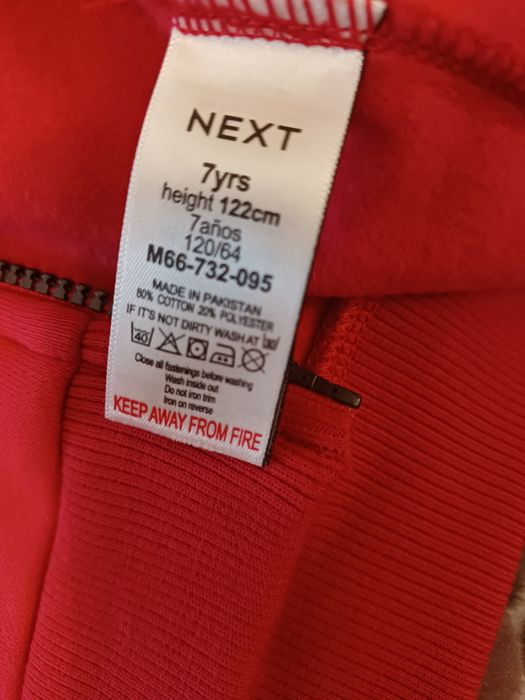 NEXT
7yrs
height 122cm
7años
120/64
M66-732-095
MADE IN PAKISTAN
80% COTTON 20% POLYESTER
IF IT'S NOT DIRTY WASH AT
40
Close all fastenings before washing
Wash inside out
Do not iron trim
Iron on reverse
KEEP AWAY FROM FIRE